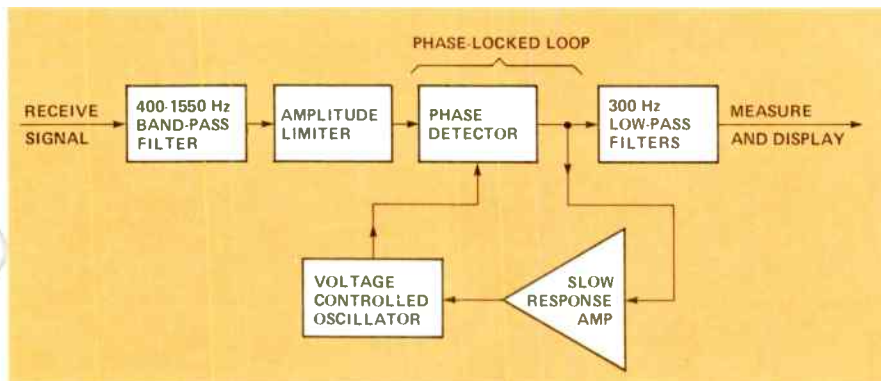 PHASE-LOCKED LOOP
RECEIVE
SIGNAL
400-1550 Hz
BAND-PASS
FILTER
AMPLITUDE
LIMITER
PHASE
DETECTOR
300 Hz
LOW-PASS
FILTERS
MEASURE
AND DISPLAY
VOLTAGE
CONTROLLED
OSCILLATOR
SLOW
RESPONSE
AMP